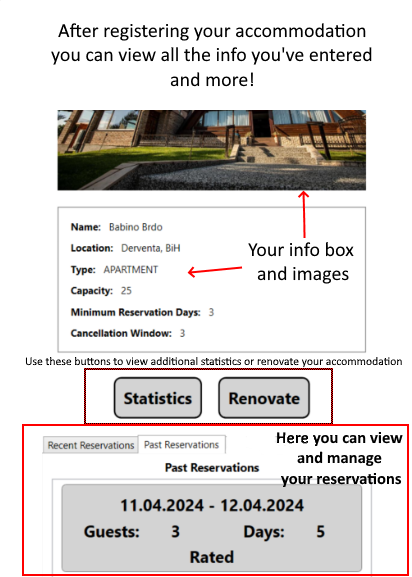 After registering your accommodation
you can view all the info you've entered
and more!
Name: Babino Brdo
Location: Derventa, BiH
Type: APARTMENT
Capacity: 25
Minimum Reservation Days: 3
Cancellation Window: 3
Your info box
and images
Use these buttons to view additional statistics or renovate your accommodation
Statistics Renovate
Recent Reservations Past Reservations
Here you can view
and manage
your reservations
Past Reservations
11.04.2024 - 12.04.2024
Guests: 3 Days: 5
Rated